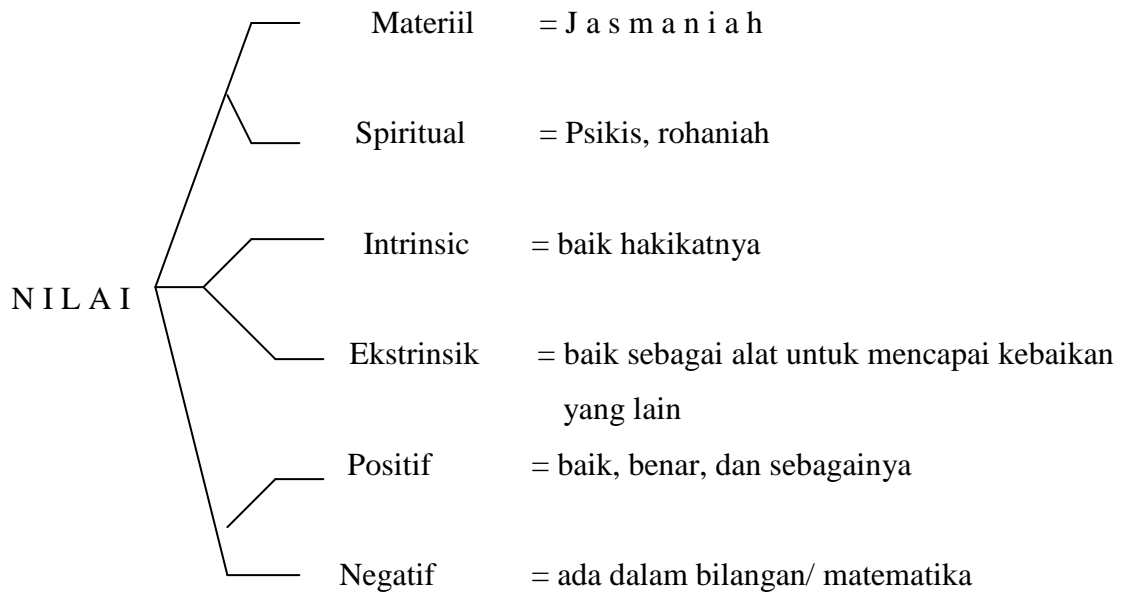 Materiil = J a s m a n i a h
Spiritual = Psikis, rohaniah
Intrinsic = baik hakikatnya
N I L A I
Ekstrinsik = baik sebagai alat untuk mencapai kebaikan
yang lain
Positif = baik, benar, dan sebagainya
Negatif = ada dalam bilangan/ matematika